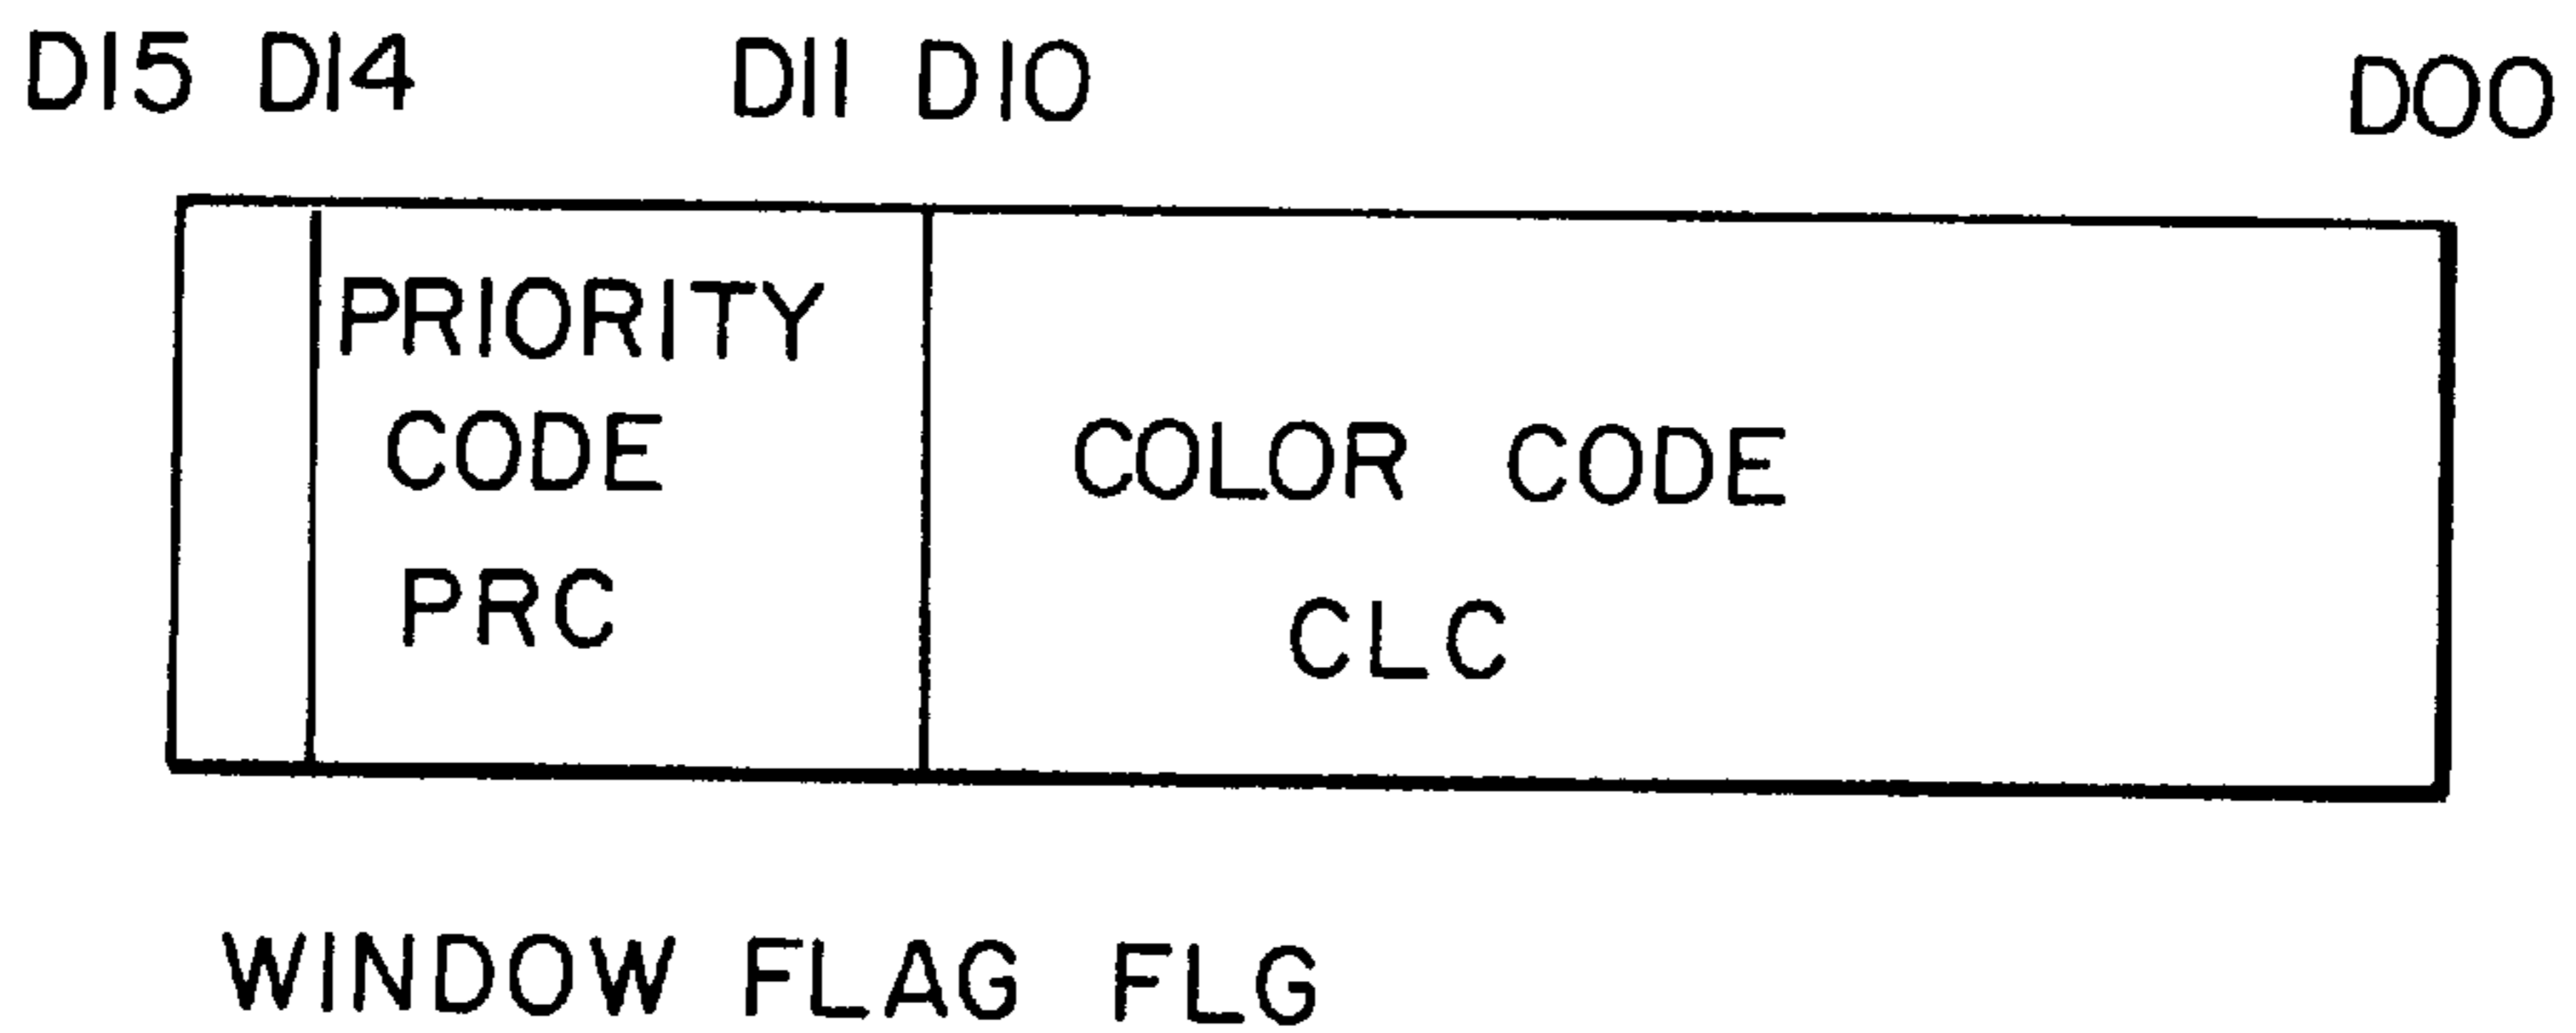 D15 D14 D11 D10 D00
PRIORITY
CODE
PRC
COLOR CODE
CLC
WINDOW FLAG FLG